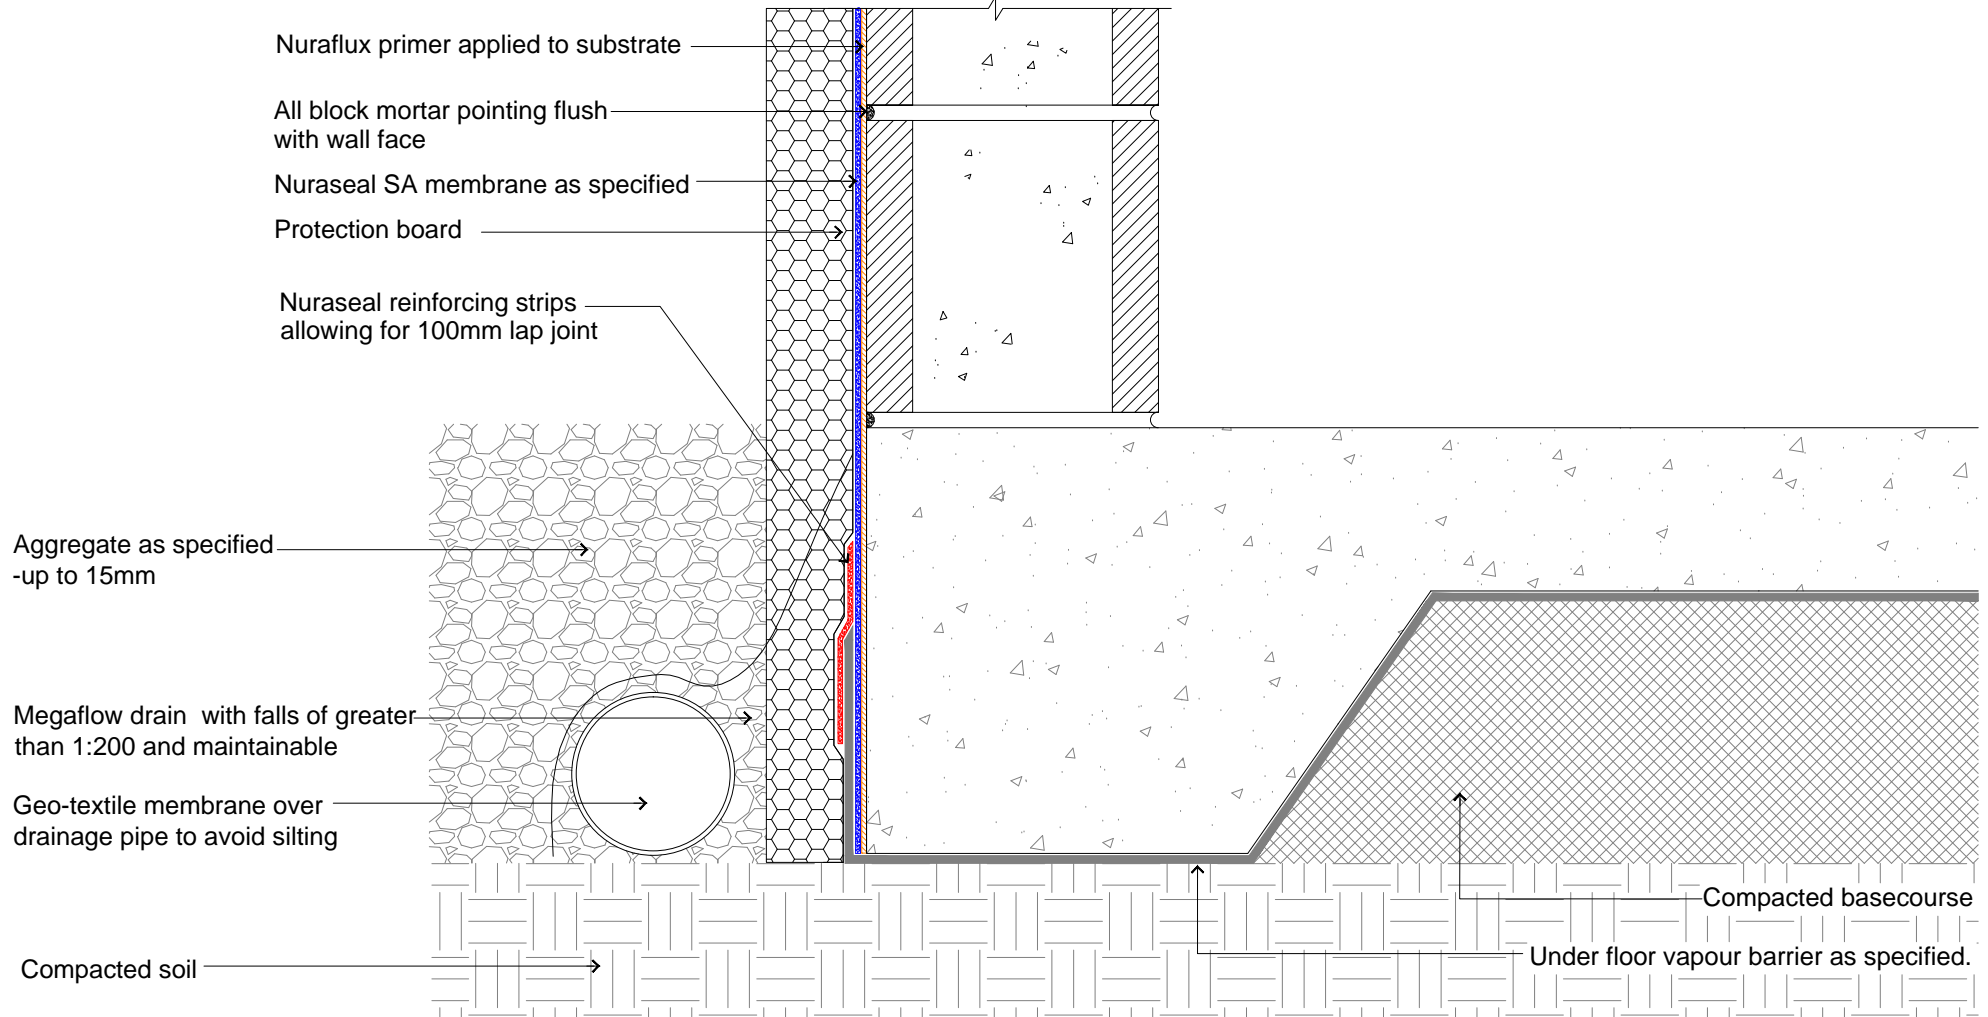 Nuraflux primer applied to substrate
All block mortar pointing flush
with wall face
Nuraseal SA membrane as specified
Protection board
Nuraseal reinforcing strips
allowing for 100mm lap joint
Aggregate as specified
-up to 15mm
Megaflow drain with falls of greater
than 1:200 and maintainable
Geo-textile membrane over
drainage pipe to avoid silting
Compacted soil
Compacted basecourse
Under floor vapour barrier as specified.